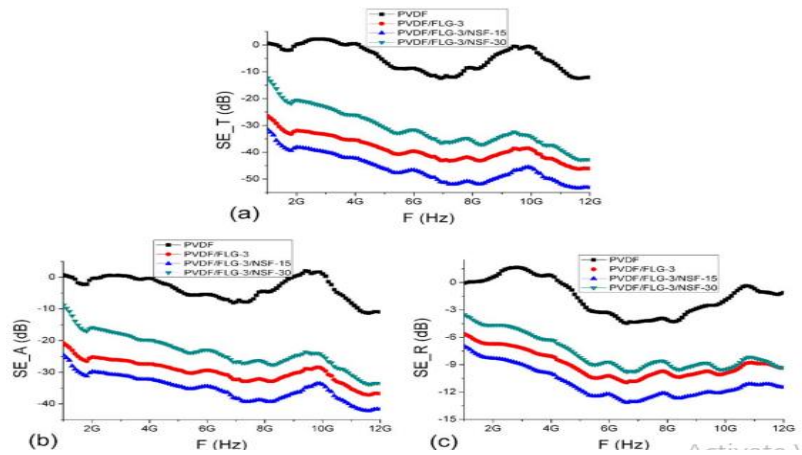 PVDF
PVDF/FLG-3
PVDF/FLG-3/NSF-15
PVDF/FLG-3/NSF-30
0
-10
-20
-30
-40
-50
SE_T (dB)
2G 4G 6G 8G 10G 12G
(a) F (Hz)
PVDF
PVDF/FLG-3
PVDF/FLG-3/NSF-15
PVDF/FLG-3/NSF-30
0
-10
-20
-30
-40
SE_A (dB)
2G 4G 6G 8G 10G 12G
(b) F (Hz)
PVDF
PVDF/FLG-3
PVDF/FLG-3/NSF-15
PVDF/FLG-3/NSF-30
0
-3
-6
-9
-12
-15
SE_R (dB)
2G 4G 6G 8G 10G 12G
(c) F (Hz)